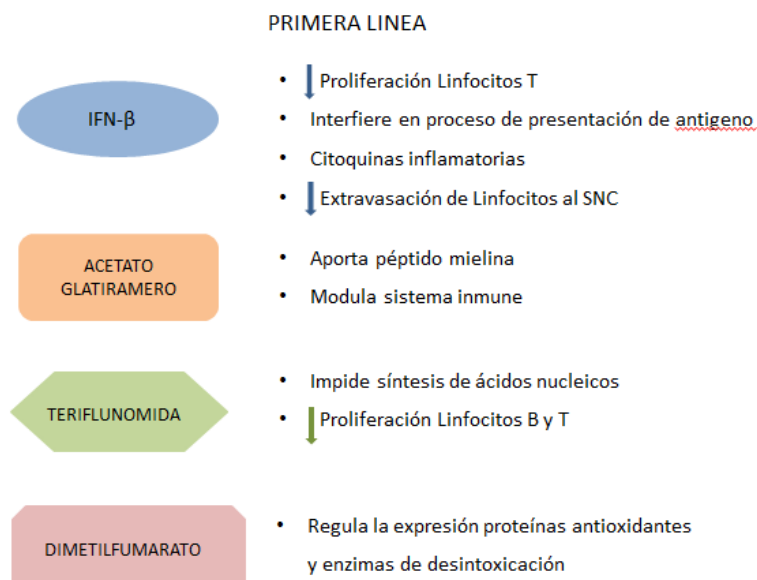 PRIMERA LINEA
IFN-β
• Proliferación Linfocitos T
• Interfiere en proceso de presentación de antigeno
• Citoquinas inflamatorias
• Extravasación de Linfocitos al SNC
ACETATO
GLATIRAMERO
• Aporta péptido mielina
• Modula sistema inmune
TERIFLUNOMIDA
• Impide síntesis de ácidos nucleicos
• Proliferación Linfocitos B y T
DIMETILFUMARATO
• Regula la expresión proteínas antioxidantes
y enzimas de desintoxicación